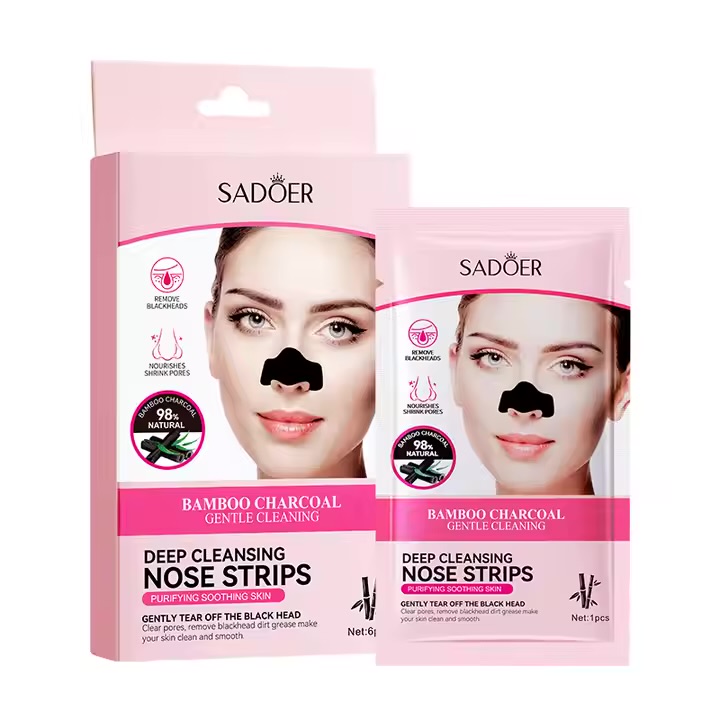 SADOER
REMOVE
BLACKHEADS
NOURISHES
SHRINK PORES
BAMBOO CHARCOAL
98%
NATURAL
BAMBOO CHARCOAL
GENTLE CLEANING
DEEP CLEANSING
NOSE STRIPS
PURIFYING SOOTHING SKIN
GENTLY TEAR OFF THE BLACK HEAD
Clear pores, remove blackhead dirt grease make
your skin clean and smooth
Net:6p
SADOER
REMOVE
BLACKHEADS
NOURISHES
SHRINK PORES
BAMBOO CHARCOAL
98%
NATURAL
BAMBOO CHARCOAL
GENTLE CLEANING
DEEP CLEANSING
NOSE STRIPS
PURIFYING SOOTHING SKIN
GENTLY TEAR OFF THE BLACK HEAD
Clear pores, remove blackhead dirt grease make
your skin clean and smooth.
Net:1pcs